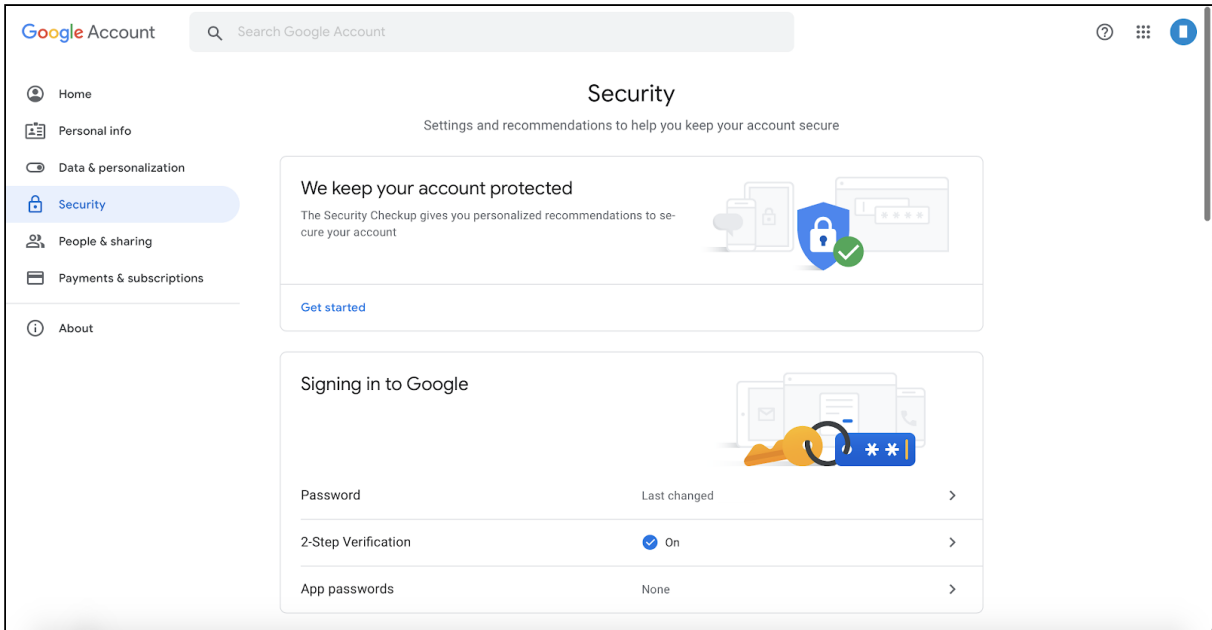 Google Account
Search Google Account
Home
Personal info
Data & personalization
Security
People & sharing
Payments & subscriptions
About
Security
Settings and recommendations to help you keep your account secure
We keep your account protected
The Security Checkup gives you personalized recommendations to se-
cure your account
Get started
Signing in to Google
Password Last changed
2-Step Verification On
App passwords None